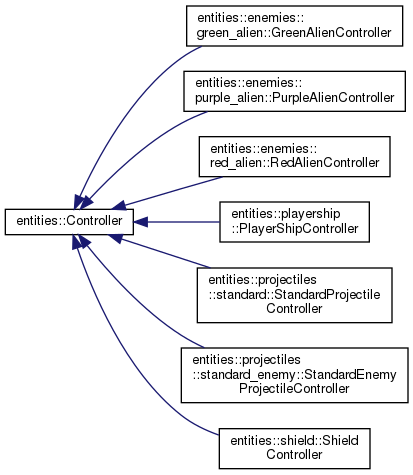 entities::enemies::
green_alien::GreenAlienController
entities::enemies::
purple_alien::PurpleAlienController
entities::enemies::
red_alien::RedAlienController
entities::Controller
entities::playership
::PlayerShipController
entities::projectiles
::standard::StandardProjectile
Controller
entities::projectiles
::standard_enemy::StandardEnemy
ProjectileController
entities::shield::Shield
Controller